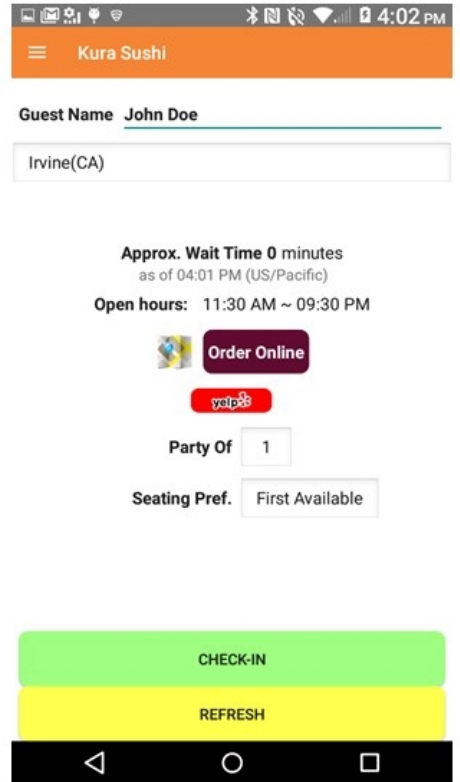 4:02 PM
Kura Sushi
Guest Name John Doe
Irvine(CA)
Approx. Wait Time 0 minutes
as of 04:01 PM (US/Pacific)
Open hours: 11:30 AM ~ 09:30 PM
Order Online
yelp
Party Of 1
Seating Pref. First Available
CHECK-IN
REFRESH